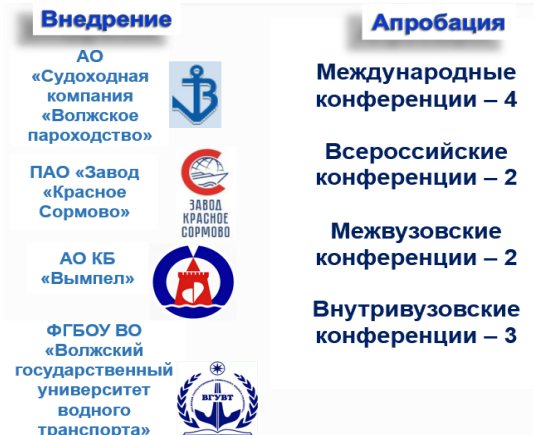 Внедрение
АО
«Судоходная
компания
«Волжское
пароходство»
ПАО «Завод
«Красное
Сормово»
ЗАВОД
КРАСНОЕ
СОРМОВО
АО КБ
«Вымпел»
ФГБОУ ВО
«Волжский
государственный
университет
водного
транспорта»
ВГУВТ
Апробация
Международные
конференции – 4
Всероссийские
конференции – 2
Межвузовские
конференции – 2
Внутривузовские
конференции – 3